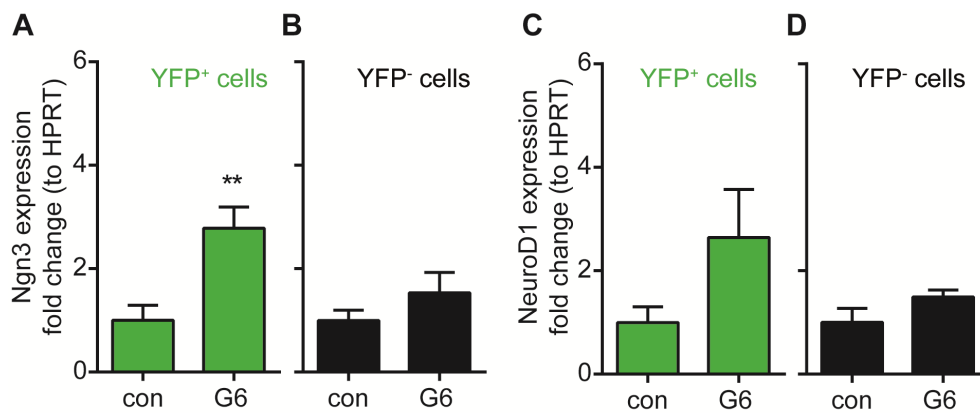 A
B
C
D
Ngn3 expression
fold change (to HPRT)
6
4
2
0
YFP⁺ cells
**
con
G6
YFP⁻ cells
con
G6
NeuroD1 expression
fold change (to HPRT)
6
4
2
0
YFP⁺ cells
con
G6
YFP⁻ cells
con
G6